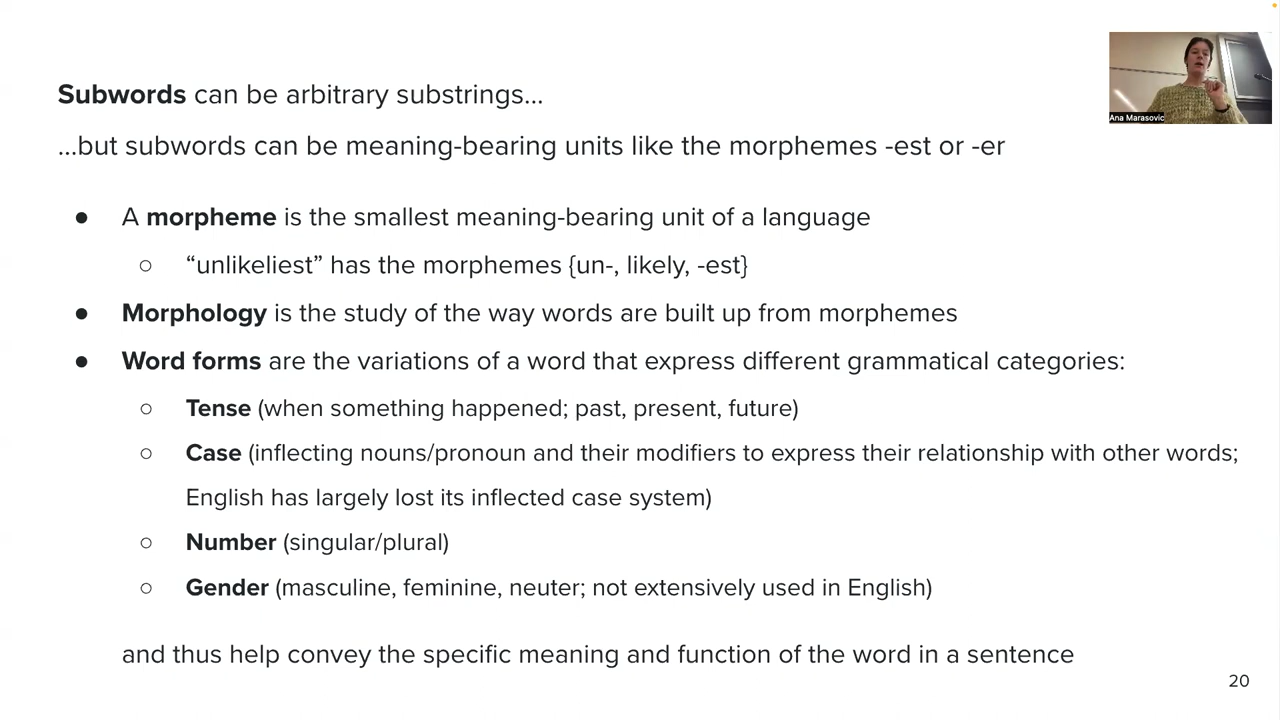 Subwords can be arbitrary substrings...
...but subwords can be meaning-bearing units like the morphemes -est or -er
● A morpheme is the smallest meaning-bearing unit of a language
○ “unlikeliest” has the morphemes {un-, likely, -est}
● Morphology is the study of the way words are built up from morphemes
● Word forms are the variations of a word that express different grammatical categories:
○ Tense (when something happened; past, present, future)
○ Case (inflecting nouns/pronoun and their modifiers to express their relationship with other words;
English has largely lost its inflected case system)
○ Number (singular/plural)
○ Gender (masculine, feminine, neuter; not extensively used in English)
and thus help convey the specific meaning and function of the word in a sentence
20
Ana Marasovic